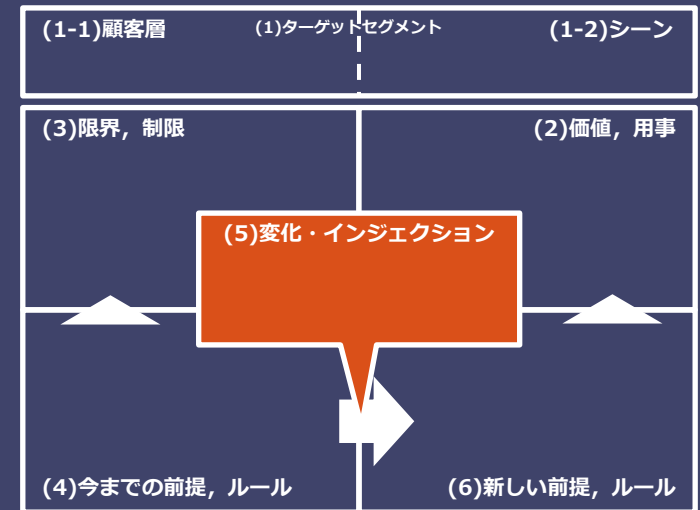 (1-1)顧客層
(1)ターゲットセグメント
(1-2)シーン
(3)限界，制限
(2)価値，用事
(5)変化・インジェクション
(4)今までの前提，ルール
(6)新しい前提，ルール